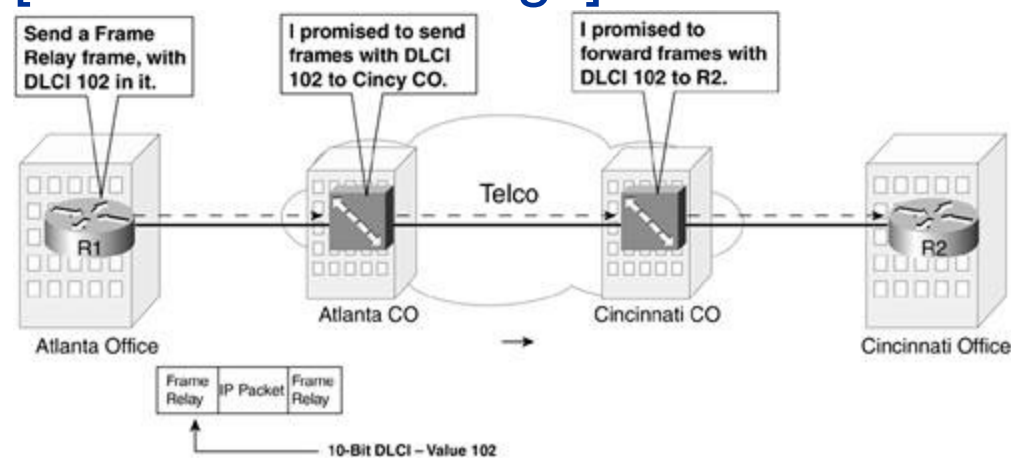 Send a Frame
Relay frame, with
DLCI 102 in it.
I promised to send
frames with DLCI
102 to Cincy CO.
I promised to
forward frames with
DLCI 102 to R2.
Telco
R1
R2
Atlanta CO
Cincinnati CO
Atlanta Office
Cincinnati Office
Frame
Relay
IP Packet
Frame
Relay
10-Bit DLCI – Value 102